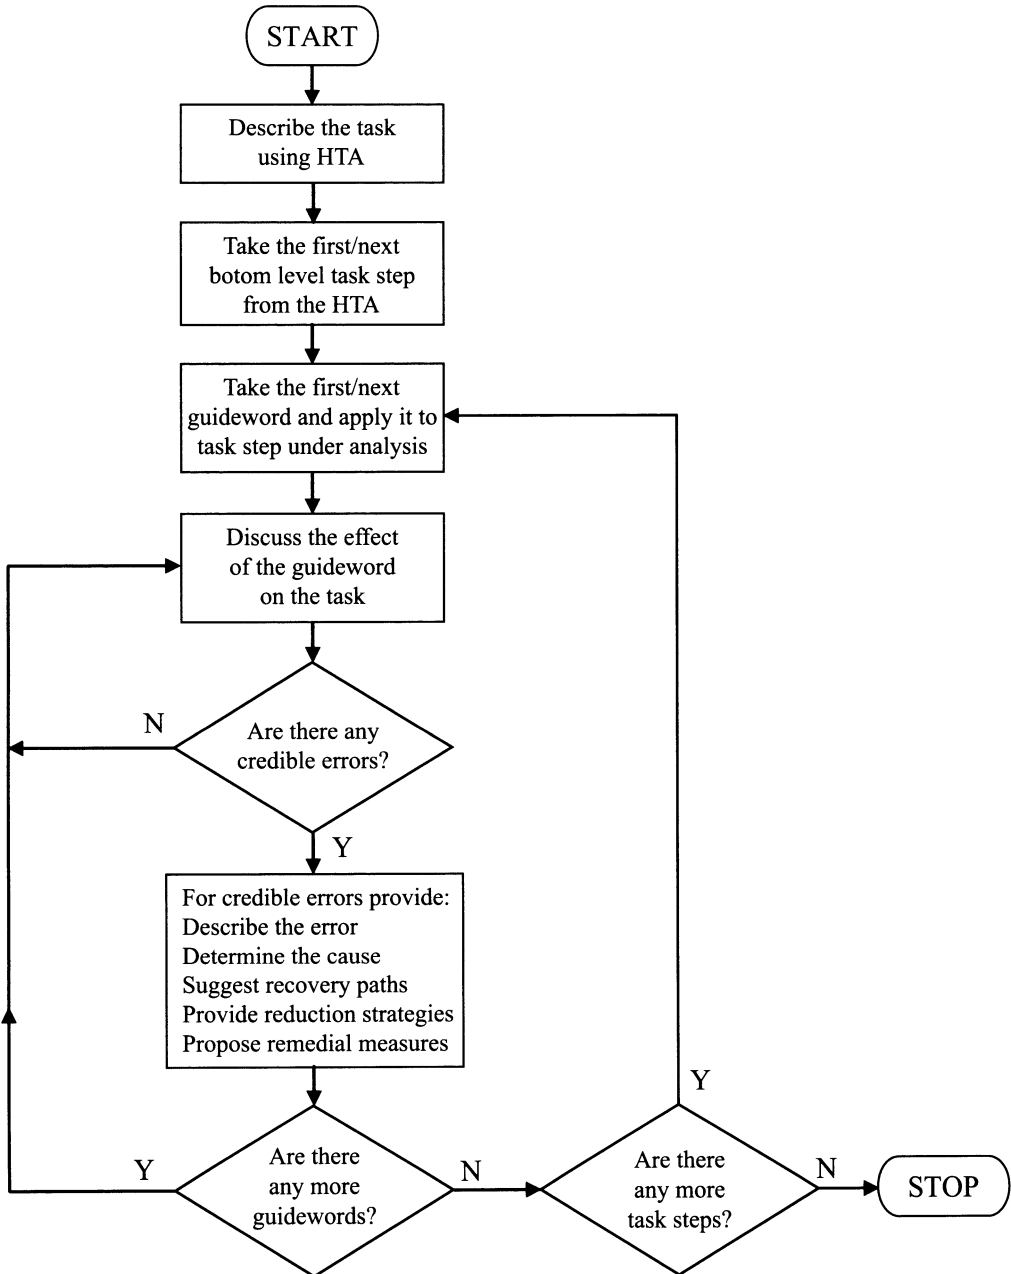 START
Describe the task
using HTA
Take the first/next
botom level task step
from the HTA
Take the first/next
guideword and apply it to
task step under analysis
Discuss the effect
of the guideword
on the task
N
Are there any
credible errors?
Y
For credible errors provide:
Describe the error
Determine the cause
Suggest recovery paths
Provide reduction strategies
Propose remedial measures
Y
Are there
any more
guidewords?
N
Y
Are there
any more
task steps?
N
STOP